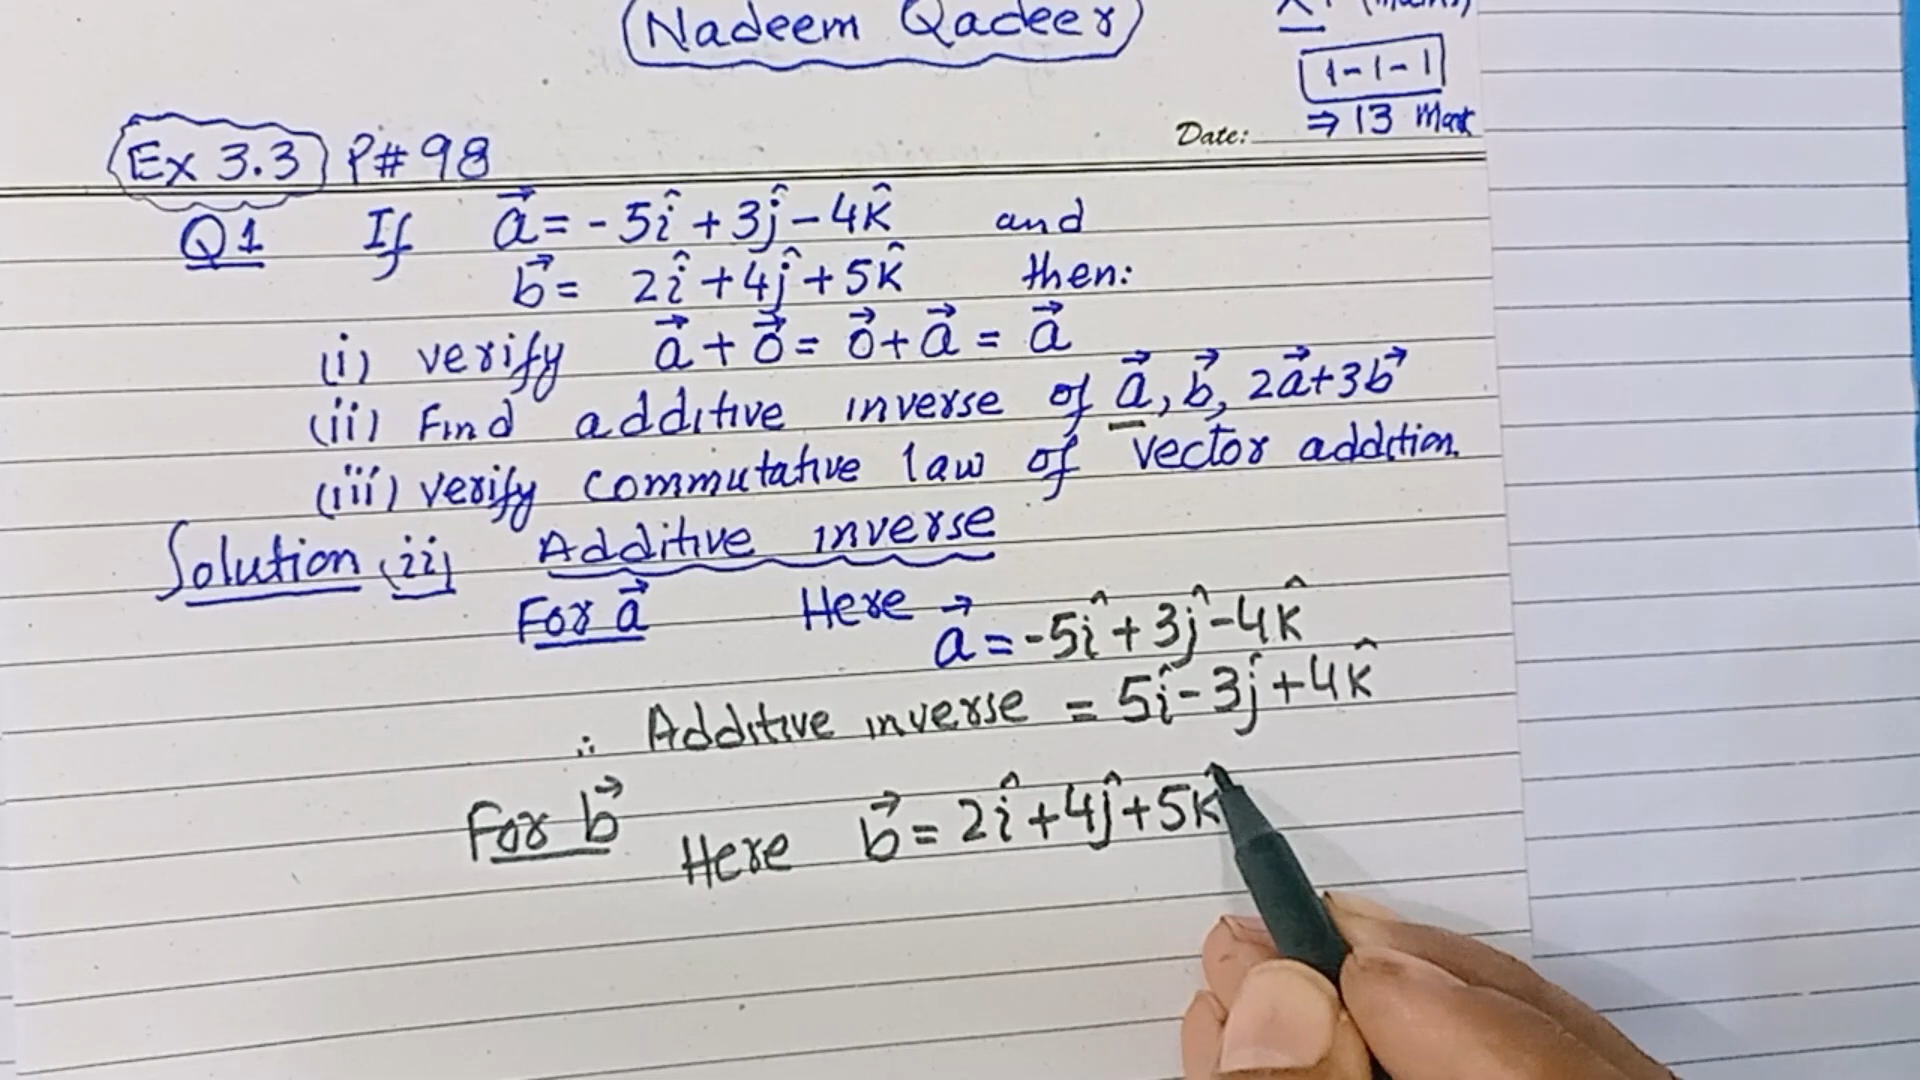 Nadeem Qadeer
1-1-1
⇒ 13 Mark
Date:
Ex 3.3 P# 98
Q1 If a⃗ = -5î + 3ĵ - 4k̂ and
b⃗ = 2î + 4ĵ + 5k̂ then:
(i) verify a⃗ + 0⃗ = 0⃗ + a⃗ = a⃗
(ii) Find additive inverse of a⃗, b⃗, 2a⃗+3b⃗
(iii) verify commutative law of vector addition.
Solution (ii) Additive inverse
For a⃗ Here a⃗ = -5î + 3ĵ - 4k̂
∴ Additive inverse = 5î - 3ĵ + 4k̂
For b⃗ Here b⃗ = 2î + 4ĵ + 5k̂